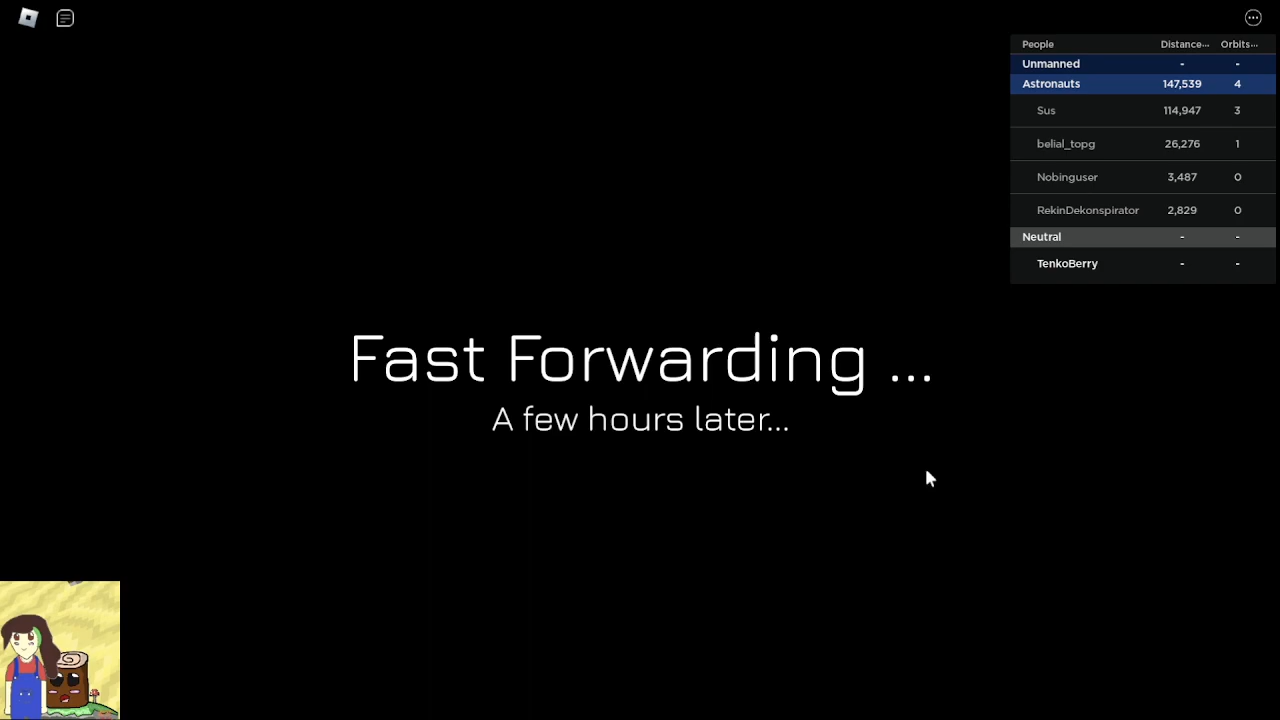 People Distance... Orbits...
Unmanned - -
Astronauts 147,539 4
Sus 114,947 3
belial_topg 26,276 1
Nobinguser 3,487 0
RekinDekonspirator 2,829 0
Neutral - -
TenkoBerry - -
Fast Forwarding ...
A few hours later...